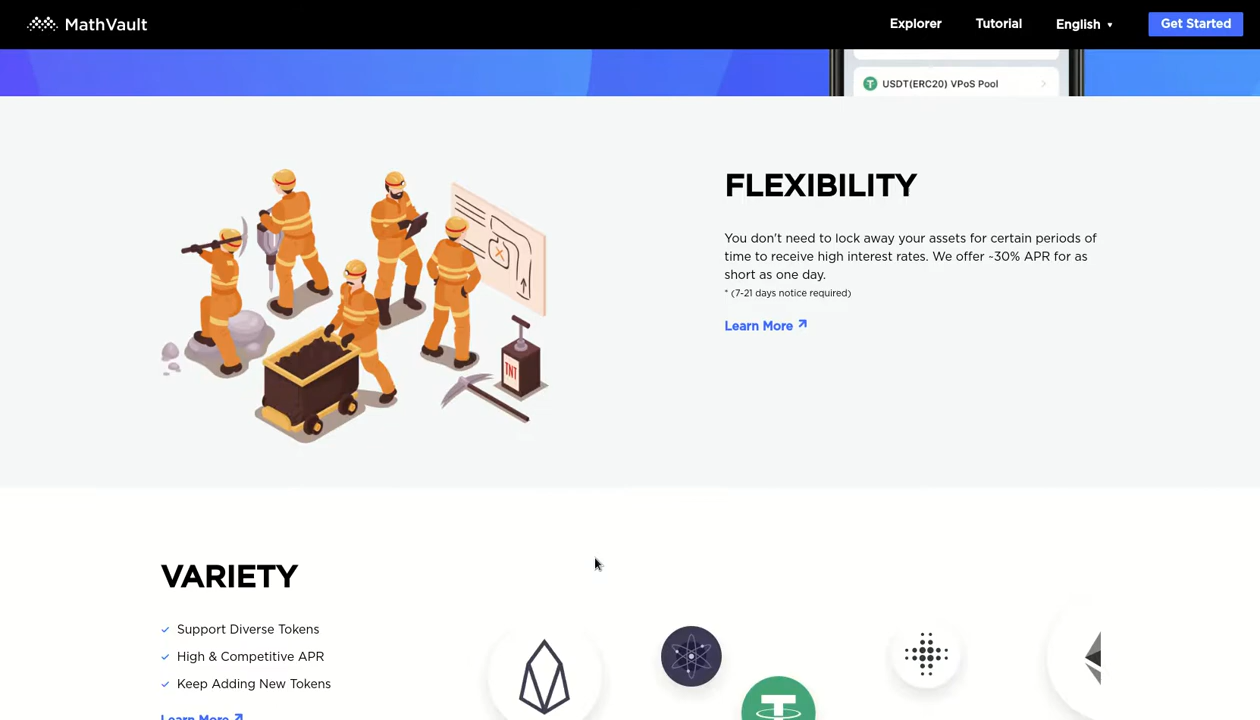 MathVault
Explorer
Tutorial
English
Get Started
T
USDT(ERC20) VPoS Pool
TNT
FLEXIBILITY
You don't need to lock away your assets for certain periods of
time to receive high interest rates. We offer ~30% APR for as
short as one day.
* (7-21 days notice required)
Learn More
VARIETY
Support Diverse Tokens
High & Competitive APR
Keep Adding New Tokens
Learn More